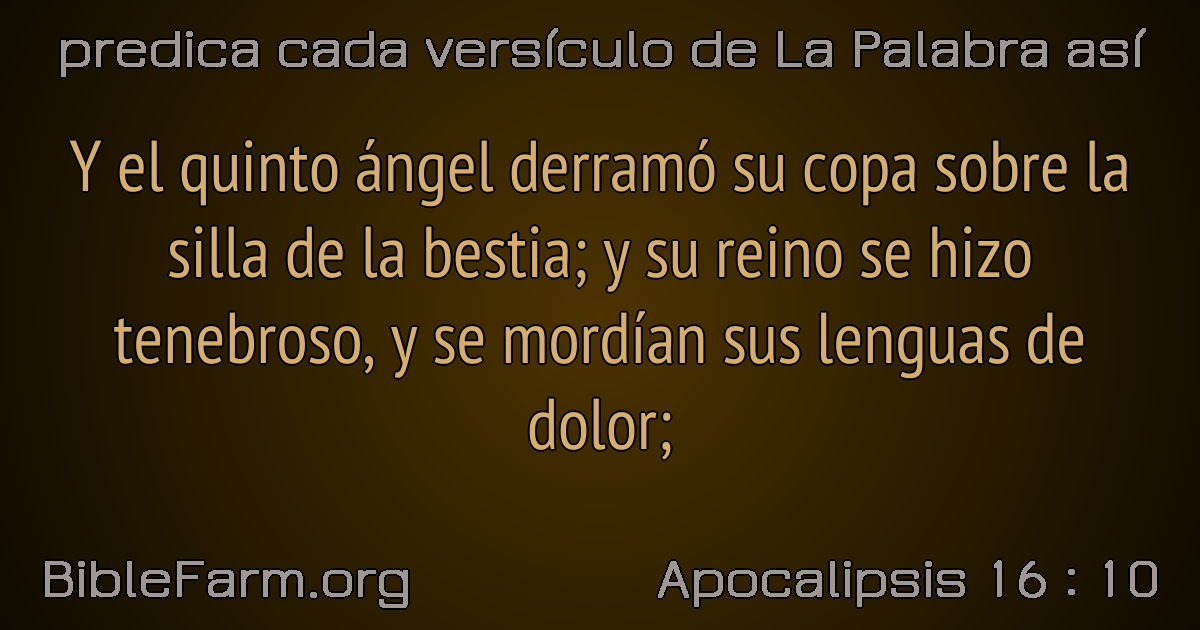 predica cada versículo de La Palabra así
Y el quinto ángel derramó su copa sobre la
silla de la bestia; y su reino se hizo
tenebroso, y se mordían sus lenguas de
dolor;
BibleFarm.org
Apocalipsis 16 : 10